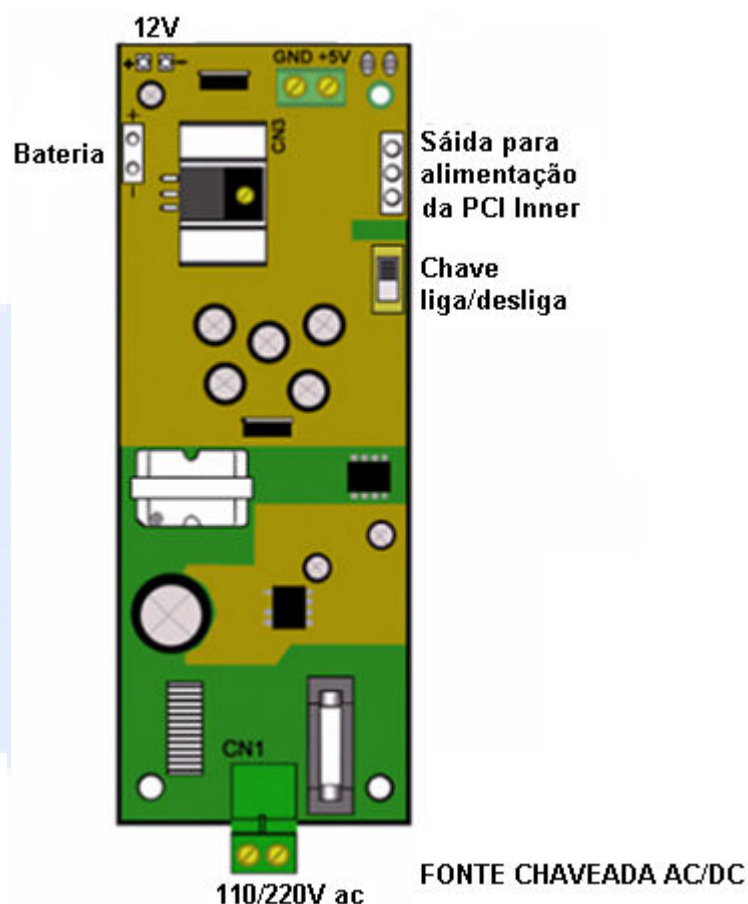 12V
+ -
GND +5V
+
Bateria
-
CN3
Sáida para
alimentação
da PCI Inner
Chave
liga/desliga
CN1
110/220V ac
FONTE CHAVEADA AC/DC